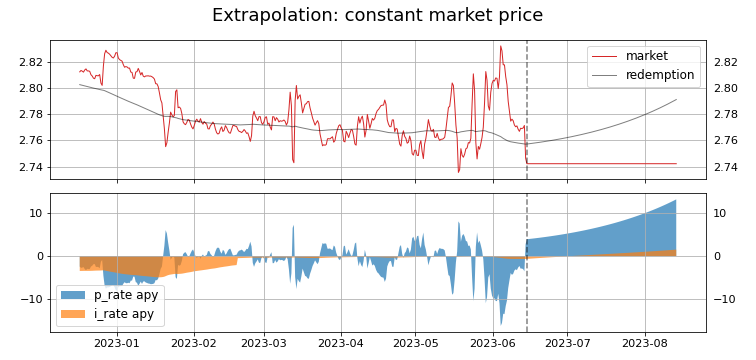 Extrapolation: constant market price
2.82 2.82
2.80 2.80
2.78 2.78
2.76 2.76
2.74 2.74
market
redemption
10 10
0 0
−10 −10
p_rate apy
i_rate apy
2023-01 2023-02 2023-03 2023-04 2023-05 2023-06 2023-07 2023-08